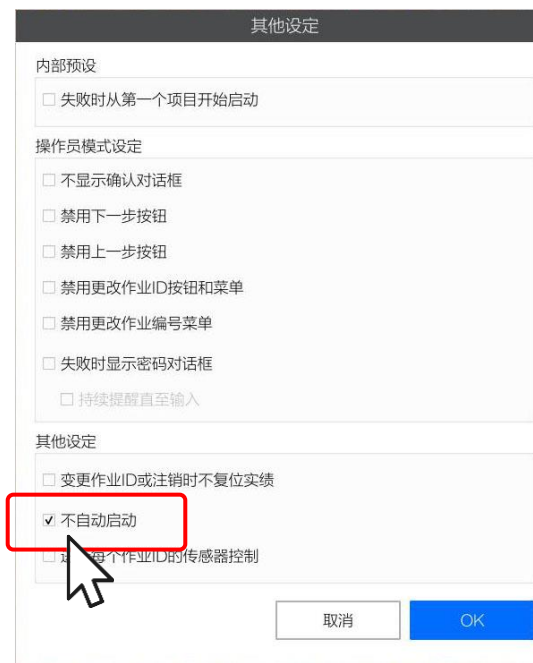 其他设定
内部预设
失败时从第一个项目开始启动
操作员模式设定
不显示确认对话框
禁用下一步按钮
禁用上一步按钮
禁用更改作业ID按钮和菜单
禁用更改作业编号菜单
失败时显示密码对话框
持续提醒直至输入
其他设定
变更作业ID或注销时不复位实绩
不自动启动
每个作业ID的传感器控制
取消
OK